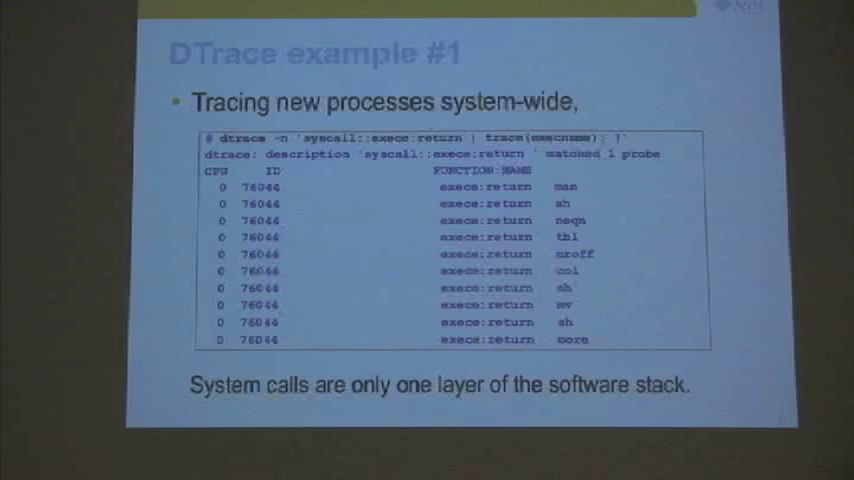 Sun
DTrace example #1
• Tracing new processes system-wide,
# dtrace -n 'syscall::exece:return { trace(execname); }'
dtrace: description 'syscall::exece:return ' matched 1 probe
CPU ID FUNCTION:NAME
0 76044 exece:return man
0 76044 exece:return sh
0 76044 exece:return neqn
0 76044 exece:return tbl
0 76044 exece:return nroff
0 76044 exece:return col
0 76044 exece:return sh
0 76044 exece:return mv
0 76044 exece:return sh
0 76044 exece:return more
System calls are only one layer of the software stack.